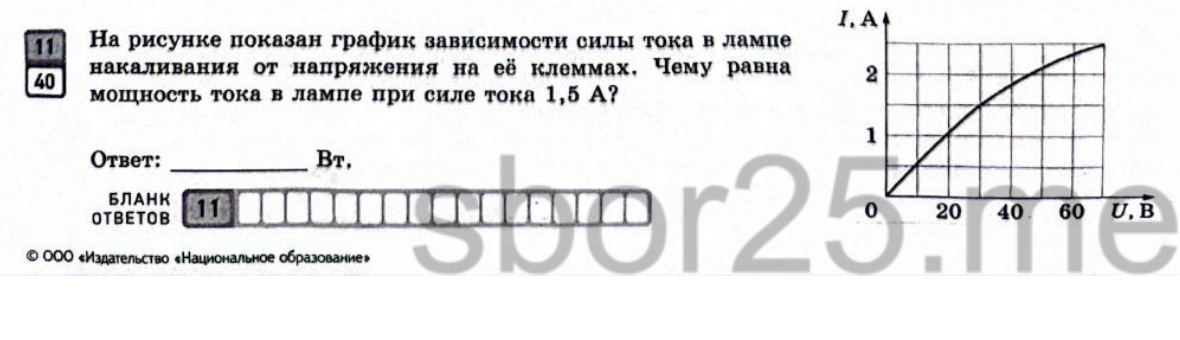 11
40
На рисунке показан график зависимости силы тока в лампе
накаливания от напряжения на её клеммах. Чему равна
мощность тока в лампе при силе тока 1,5 А?
Ответ: ____________ Вт.
БЛАНК
ОТВЕТОВ
11
© ООО «Издательство «Национальное образование»
I, А
2
1
0 20 40 60 U, В
sbor25.me